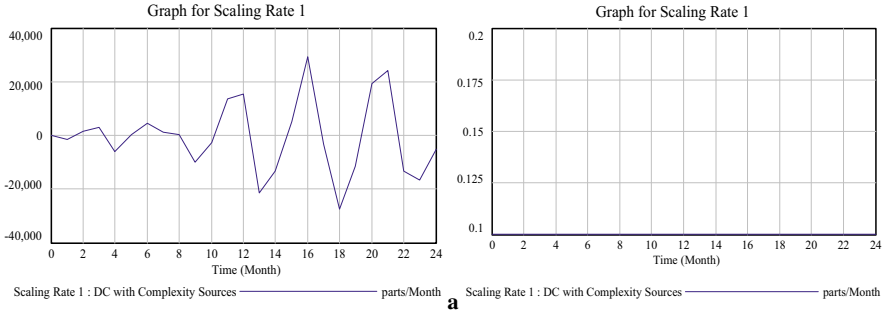 Graph for Scaling Rate 1
40,000
20,000
0
-20,000
-40,000
0 2 4 6 8 10 12 14 16 18 20 22 24
Time (Month)
Scaling Rate 1 : DC with Complexity Sources parts/Month
Graph for Scaling Rate 1
0.2
0.175
0.15
0.125
0.1
0 2 4 6 8 10 12 14 16 18 20 22 24
Time (Month)
Scaling Rate 1 : DC with Complexity Sources parts/Month
a